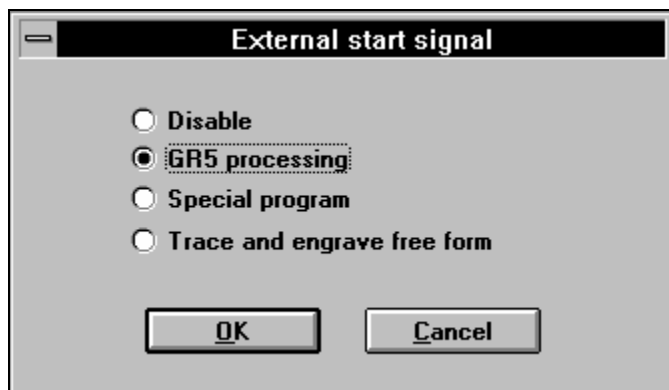 External start signal
Disable
GR5 processing
Special program
Trace and engrave free form
OK Cancel